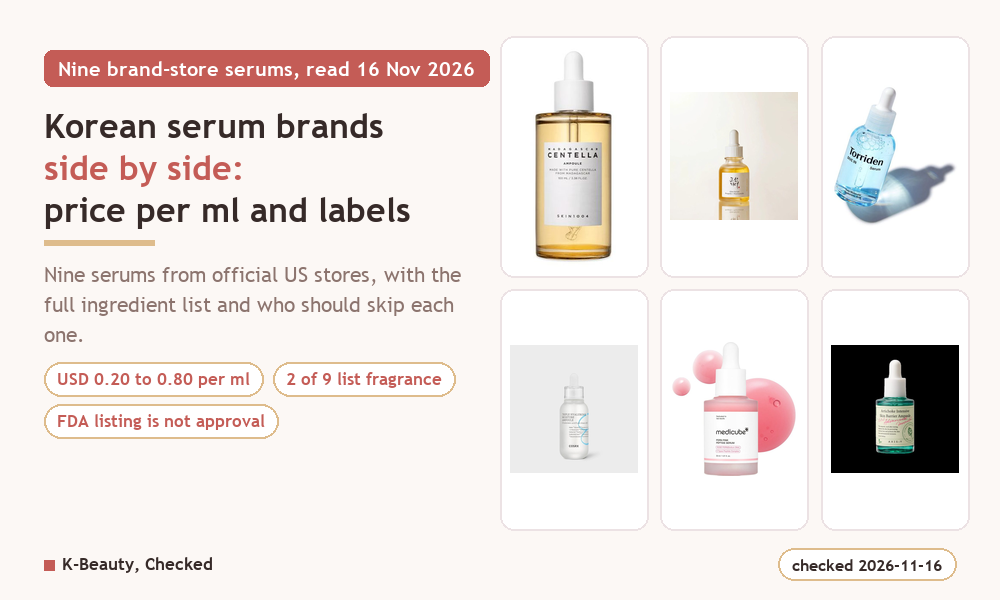 Nine brand-store serums, read 16 Nov 2026
Korean serum brands
side by side:
price per ml and labels
Nine serums from official US stores, with the
full ingredient list and who should skip each
one.
USD 0.20 to 0.80 per ml
2 of 9 list fragrance
FDA listing is not approval
CENTELLA
AMPOULE
SKIN1004
Torriden
Serum
medicube
K-Beauty, Checked
checked 2026-11-16